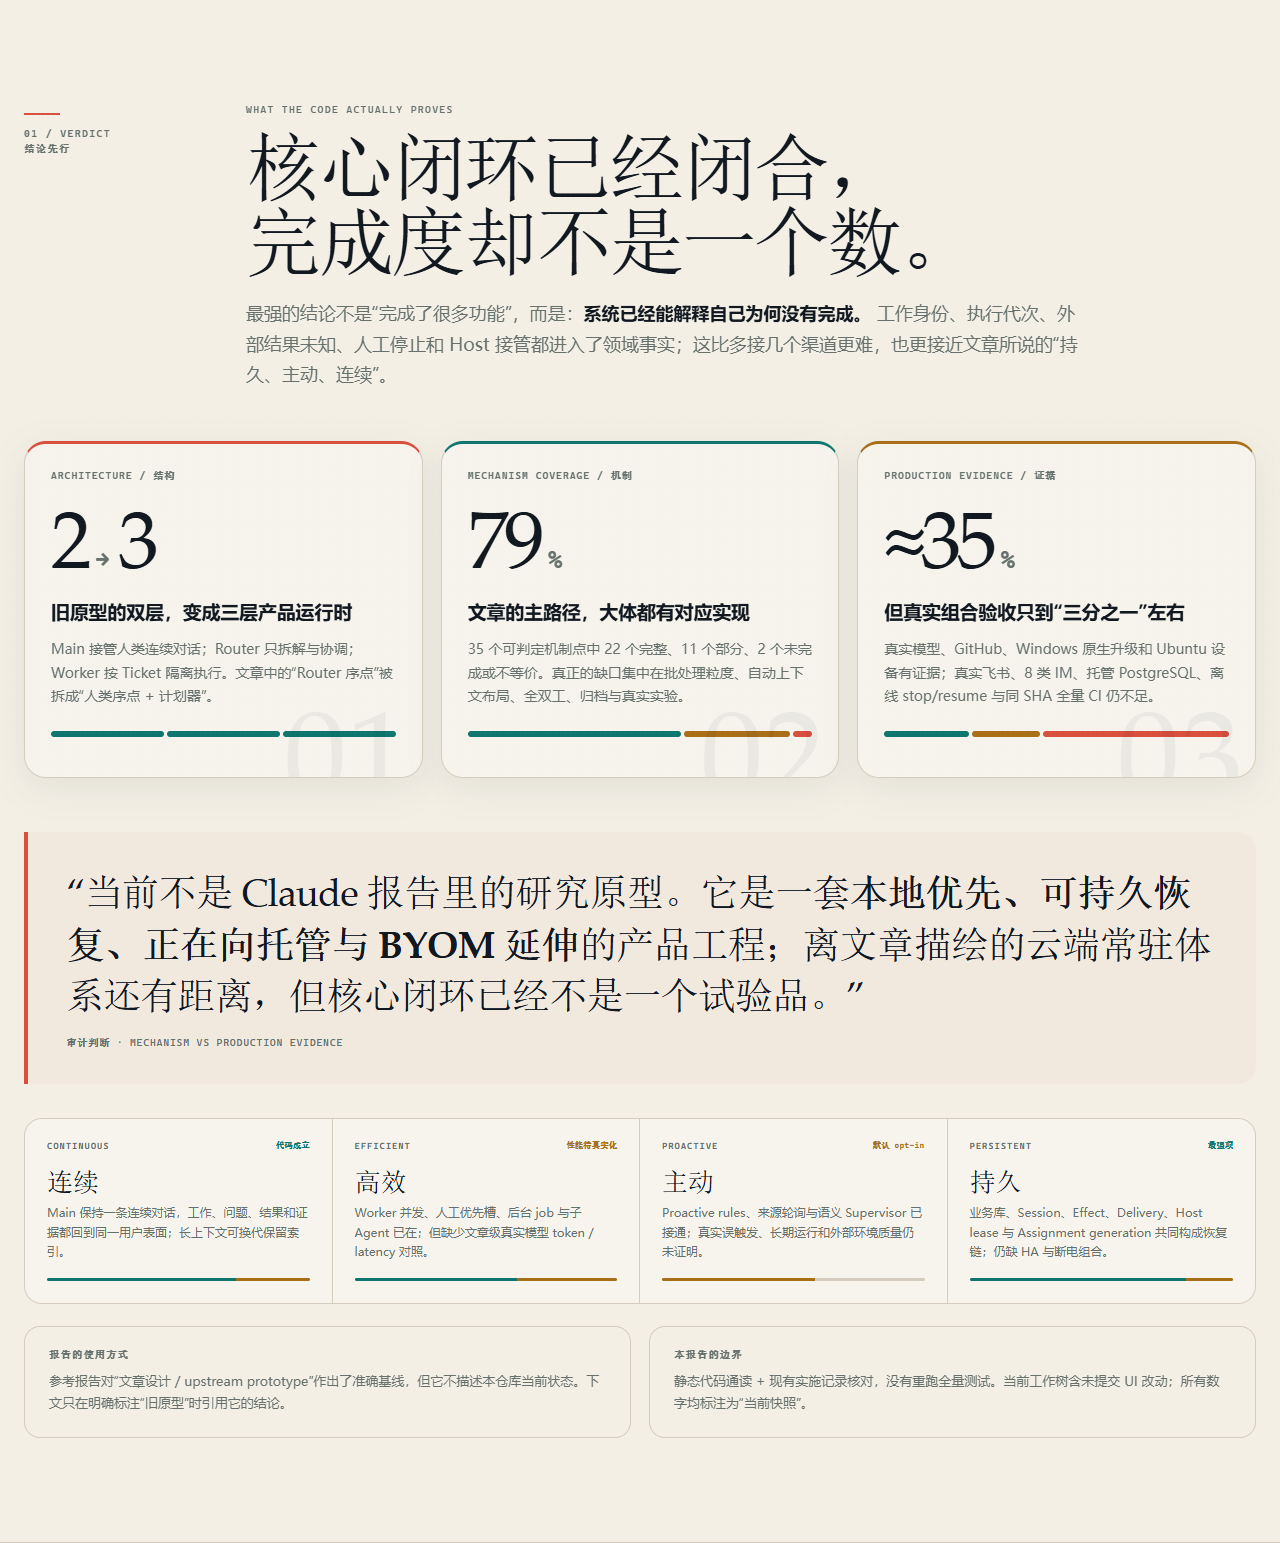 WHAT THE CODE ACTUALLY PROVES
01 / VERDICT
结论先行
核心闭环已经闭合，
完成度却不是一个数。
最强的结论不是“完成了很多功能”，而是：系统已经能解释自己为何没有完成。 工作身份、执行代次、外
部结果未知、人工停止和 Host 接管都进入了领域事实；这比多接几个渠道更难，也更接近文章所说的“持
久、主动、连续”。
ARCHITECTURE / 结构
2→3
旧原型的双层，变成三层产品运行时
Main 接管人类连续对话；Router 只拆解与协调；
Worker 按 Ticket 隔离执行。文章中的“Router 序点”被
拆成“人类序点 + 计划器”。
01
MECHANISM COVERAGE / 机制
79%
文章的主路径，大体都有对应实现
35 个可判定机制点中 22 个完整、11 个部分、2 个未完
成或不等价。真正的缺口集中在批处理粒度、自动上下
文布局、全双工、归档与真实实验。
02
PRODUCTION EVIDENCE / 证据
≈35%
但真实组合验收只到“三分之一”左右
真实模型、GitHub、Windows 原生升级和 Ubuntu 设
备有证据；真实飞书、8 类 IM、托管 PostgreSQL、离
线 stop/resume 与同 SHA 全量 CI 仍不足。
03
“当前不是 Claude 报告里的研究原型。它是一套本地优先、可持久恢
复、正在向托管与 BYOM 延伸的产品工程；离文章描绘的云端常驻体
系还有距离，但核心闭环已经不是一个试验品。”
审计判断 · MECHANISM VS PRODUCTION EVIDENCE
CONTINUOUS
代码成立
连续
Main 保持一条连续对话，工作、问题、结果和证
据都回到同一用户表面；长上下文可换代保留索
引。
EFFICIENT
性能待真实化
高效
Worker 并发、人工优先槽、后台 job 与子
Agent 已在；但缺少文章级真实模型 token /
latency 对照。
PROACTIVE
默认 opt-in
主动
Proactive rules、来源轮询与语义 Supervisor 已
接通；真实误触发、长期运行和外部环境质量仍
未证明。
PERSISTENT
最强项
持久
业务库、Session、Effect、Delivery、Host
lease 与 Assignment generation 共同构成恢复
链；仍缺 HA 与断电组合。
报告的使用方式
参考报告对“文章设计 / upstream prototype”作出了准确基线，但它不描述本仓库当前状态。下
文只在明确标注“旧原型”时引用它的结论。
本报告的边界
静态代码通读 + 现有实施记录核对，没有重跑全量测试。当前工作树含未提交 UI 改动；所有数
字均标注为“当前快照”。